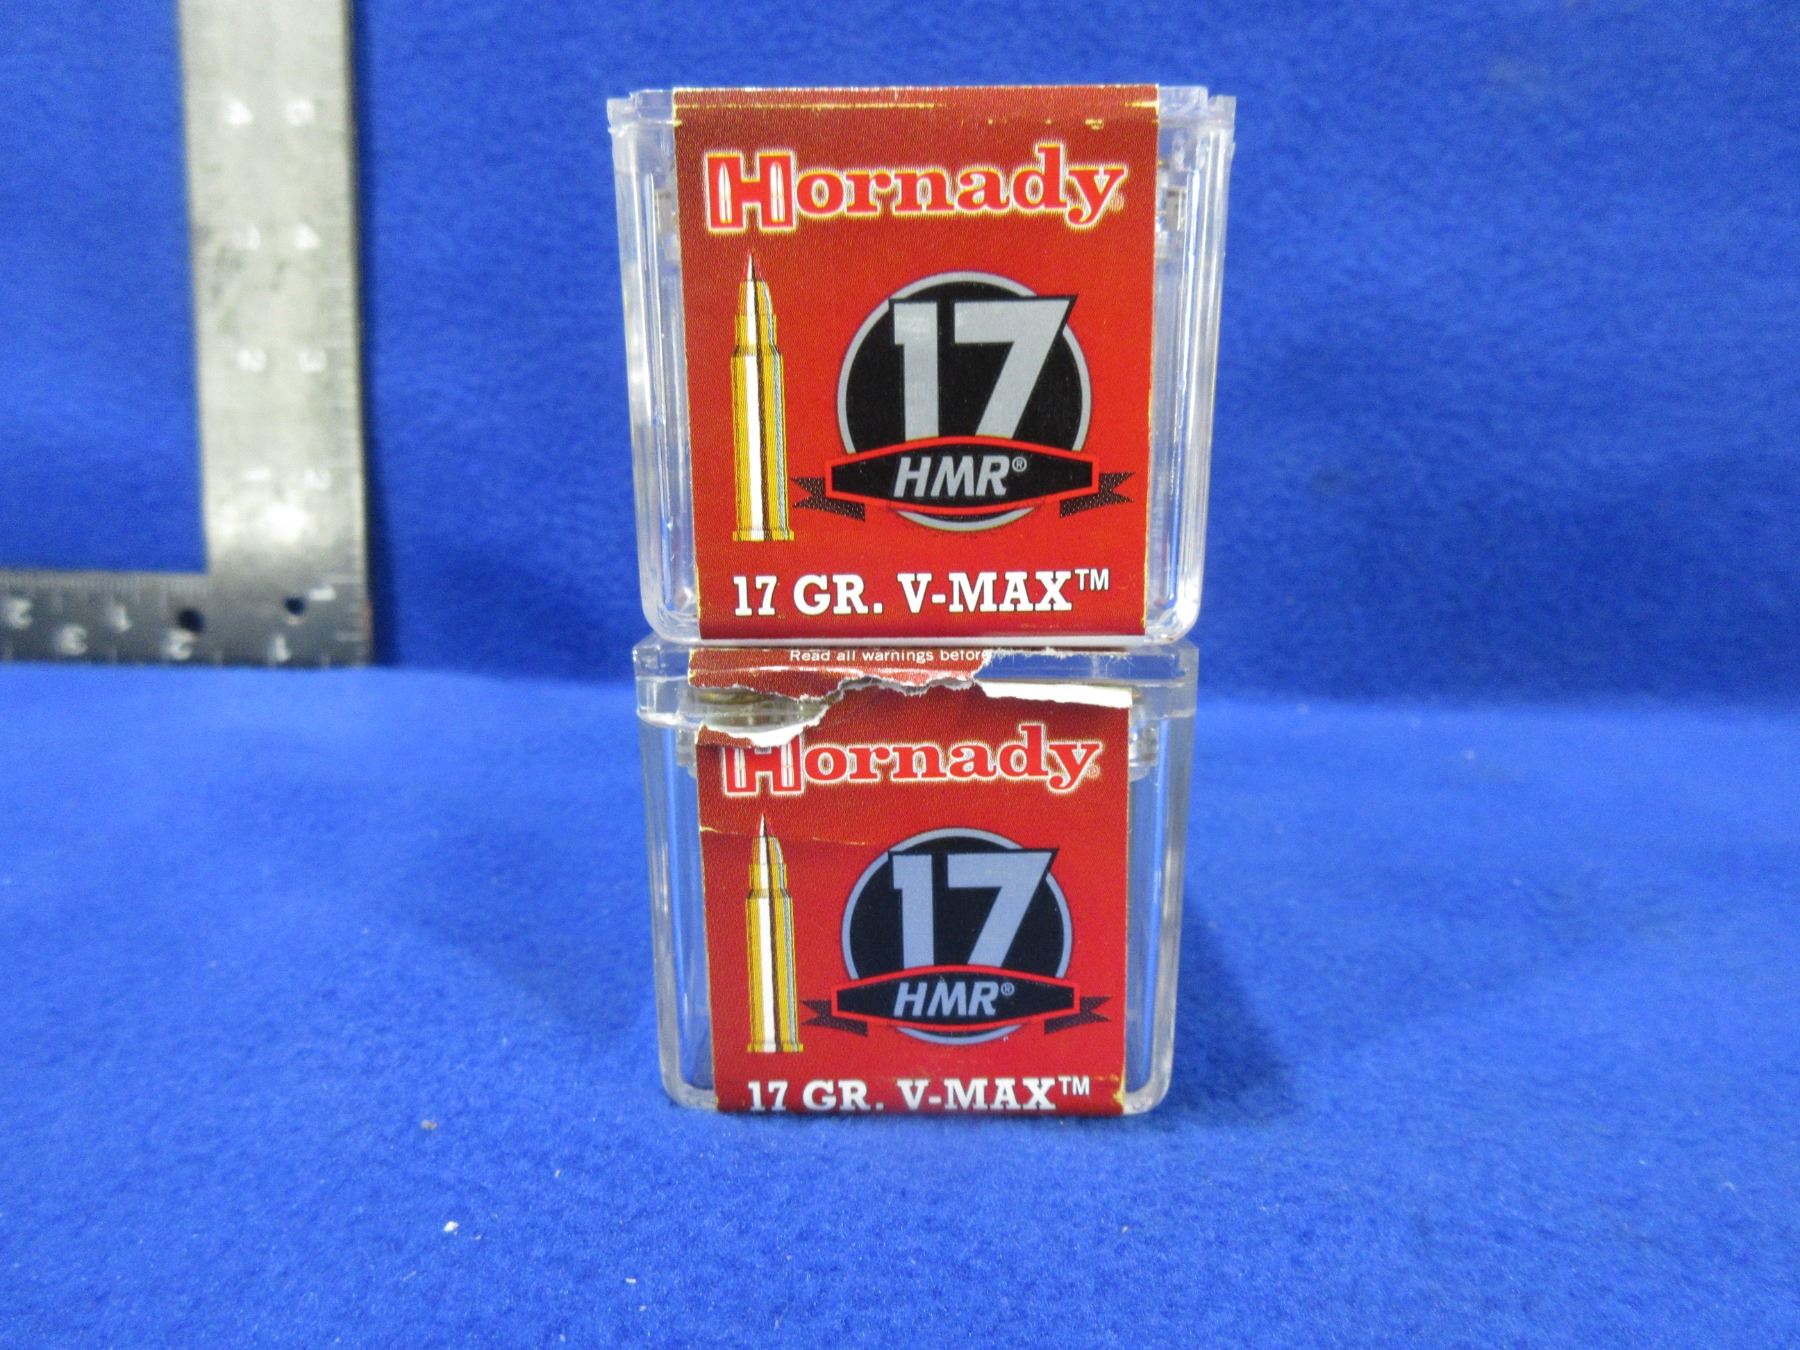 Hornady®
17
HMR®
17 GR. V-MAX™
Read all warnings before
Hornady®
17
HMR®
17 GR. V-MAX™